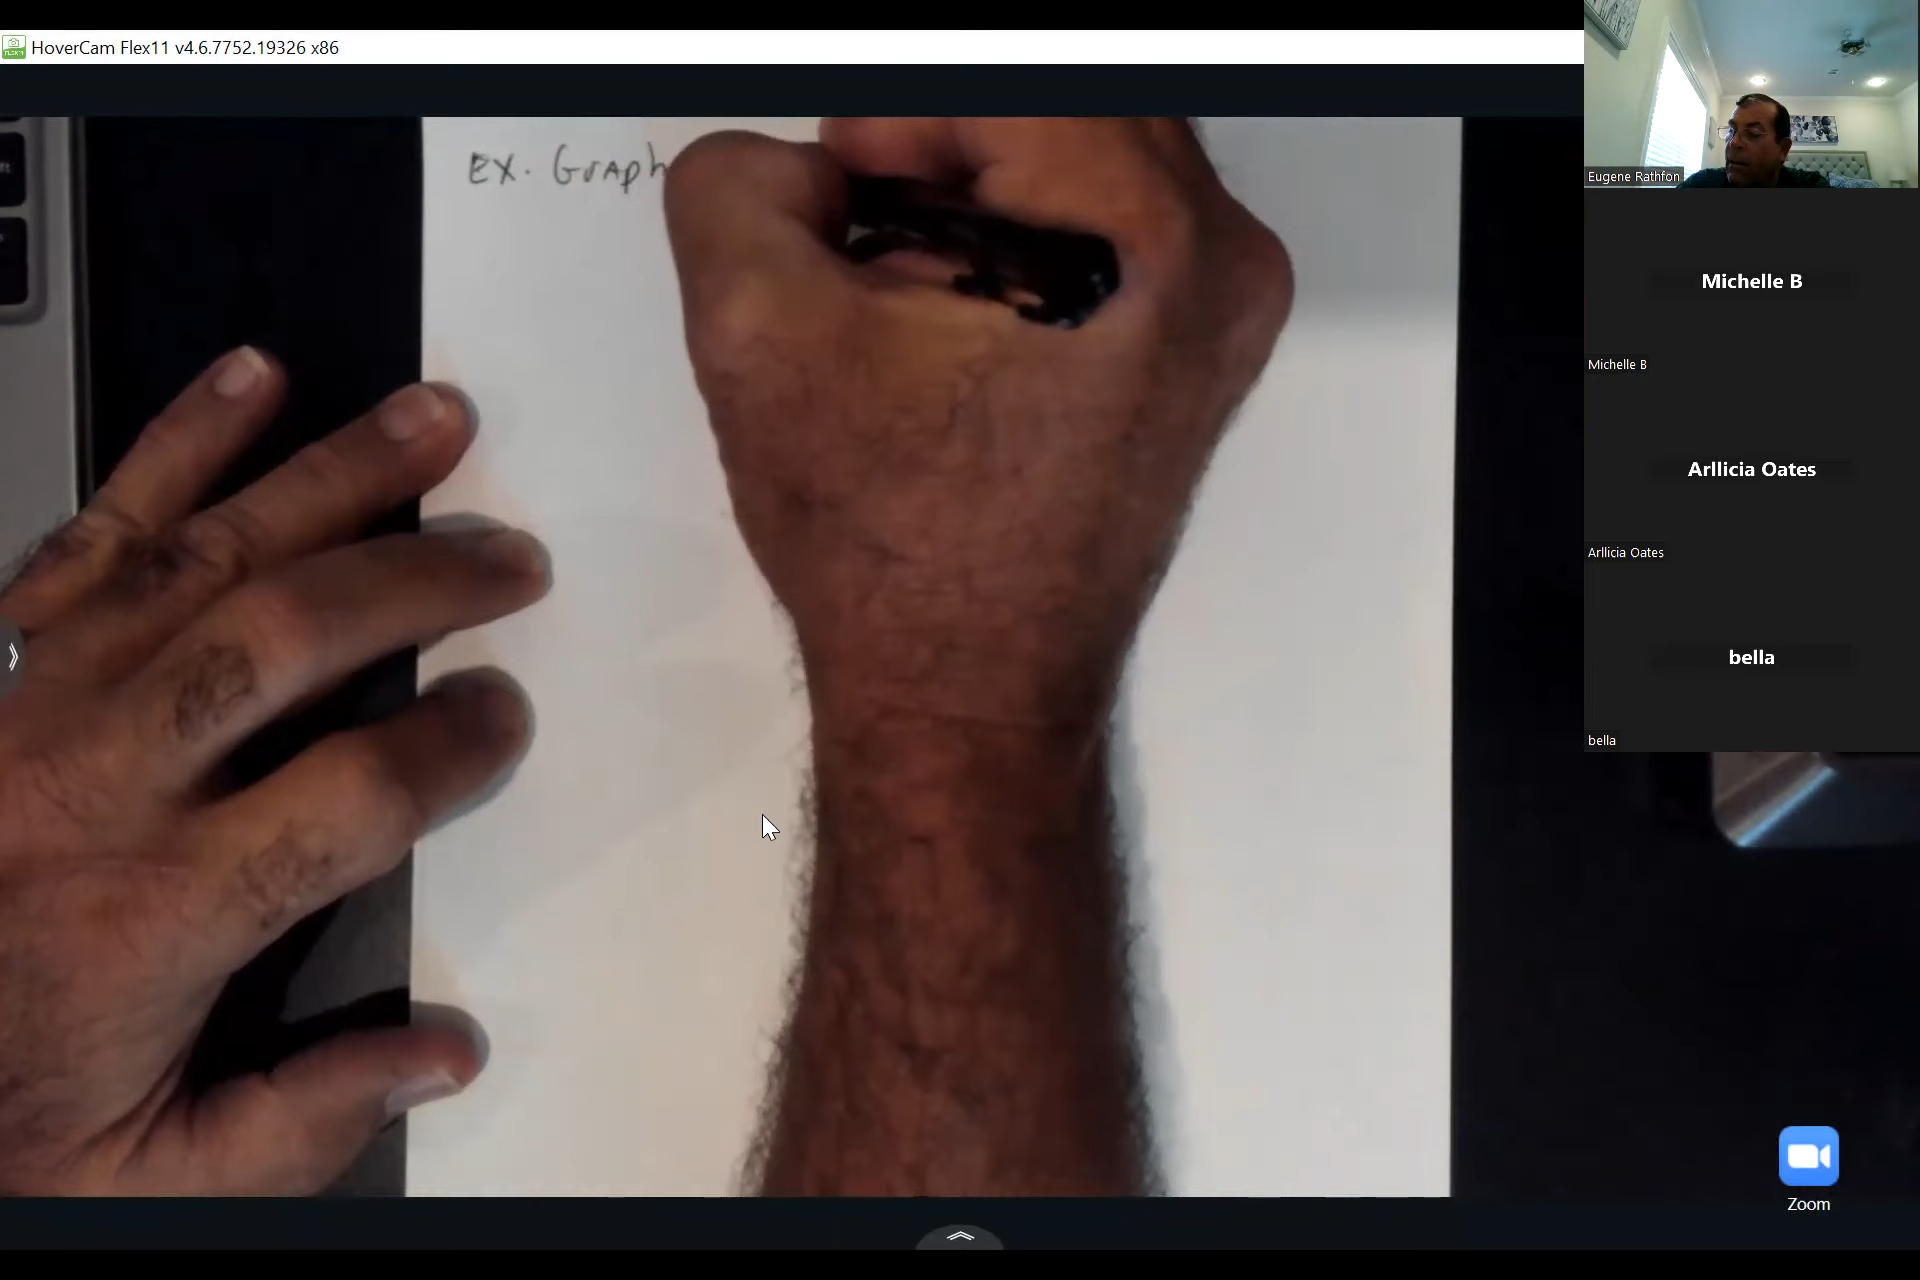 HoverCam Flex11 v4.6.7752.19326 x86
EX. Graph
Eugene Rathfon
Michelle B
Michelle B
Arllicia Oates
Arllicia Oates
bella
bella
Zoom